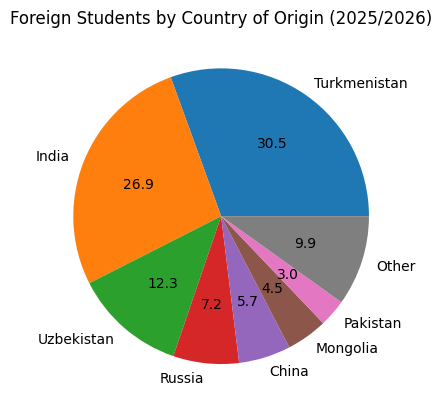 Foreign Students by Country of Origin (2025/2026)
Turkmenistan
30.5
India
26.9
Uzbekistan
12.3
Russia
7.2
China
5.7
Mongolia
4.5
Pakistan
3.0
Other
9.9